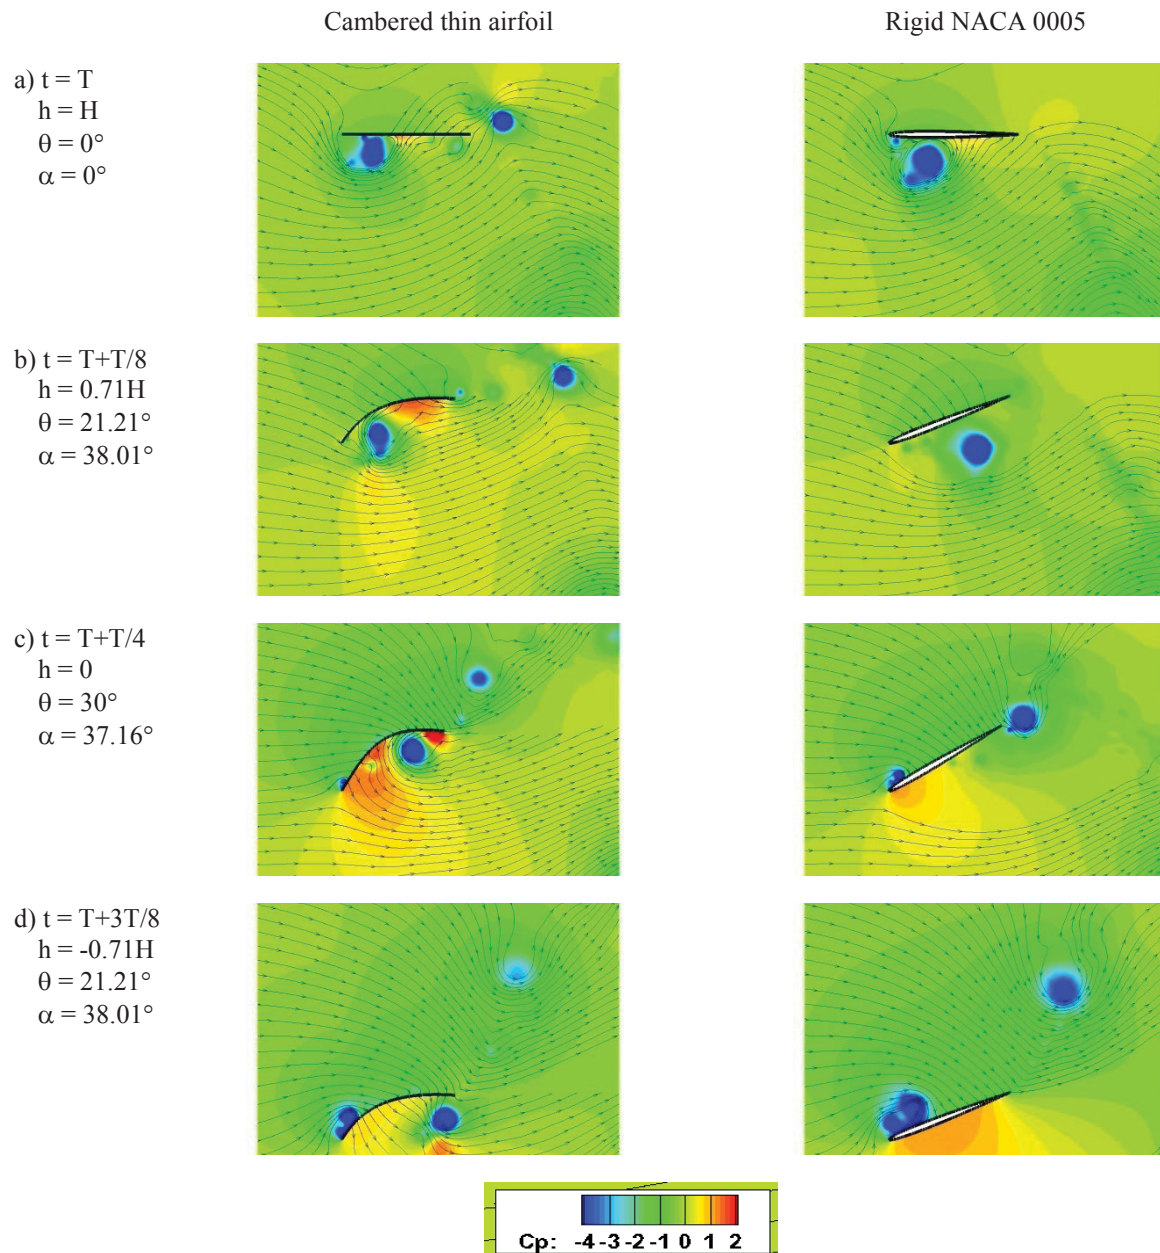 Cambered thin airfoil
Rigid NACA 0005
a) t = T
h = H
θ = 0°
α = 0°
b) t = T+T/8
h = 0.71H
θ = 21.21°
α = 38.01°
c) t = T+T/4
h = 0
θ = 30°
α = 37.16°
d) t = T+3T/8
h = -0.71H
θ = 21.21°
α = 38.01°
Cp: -4 -3 -2 -1 0 1 2